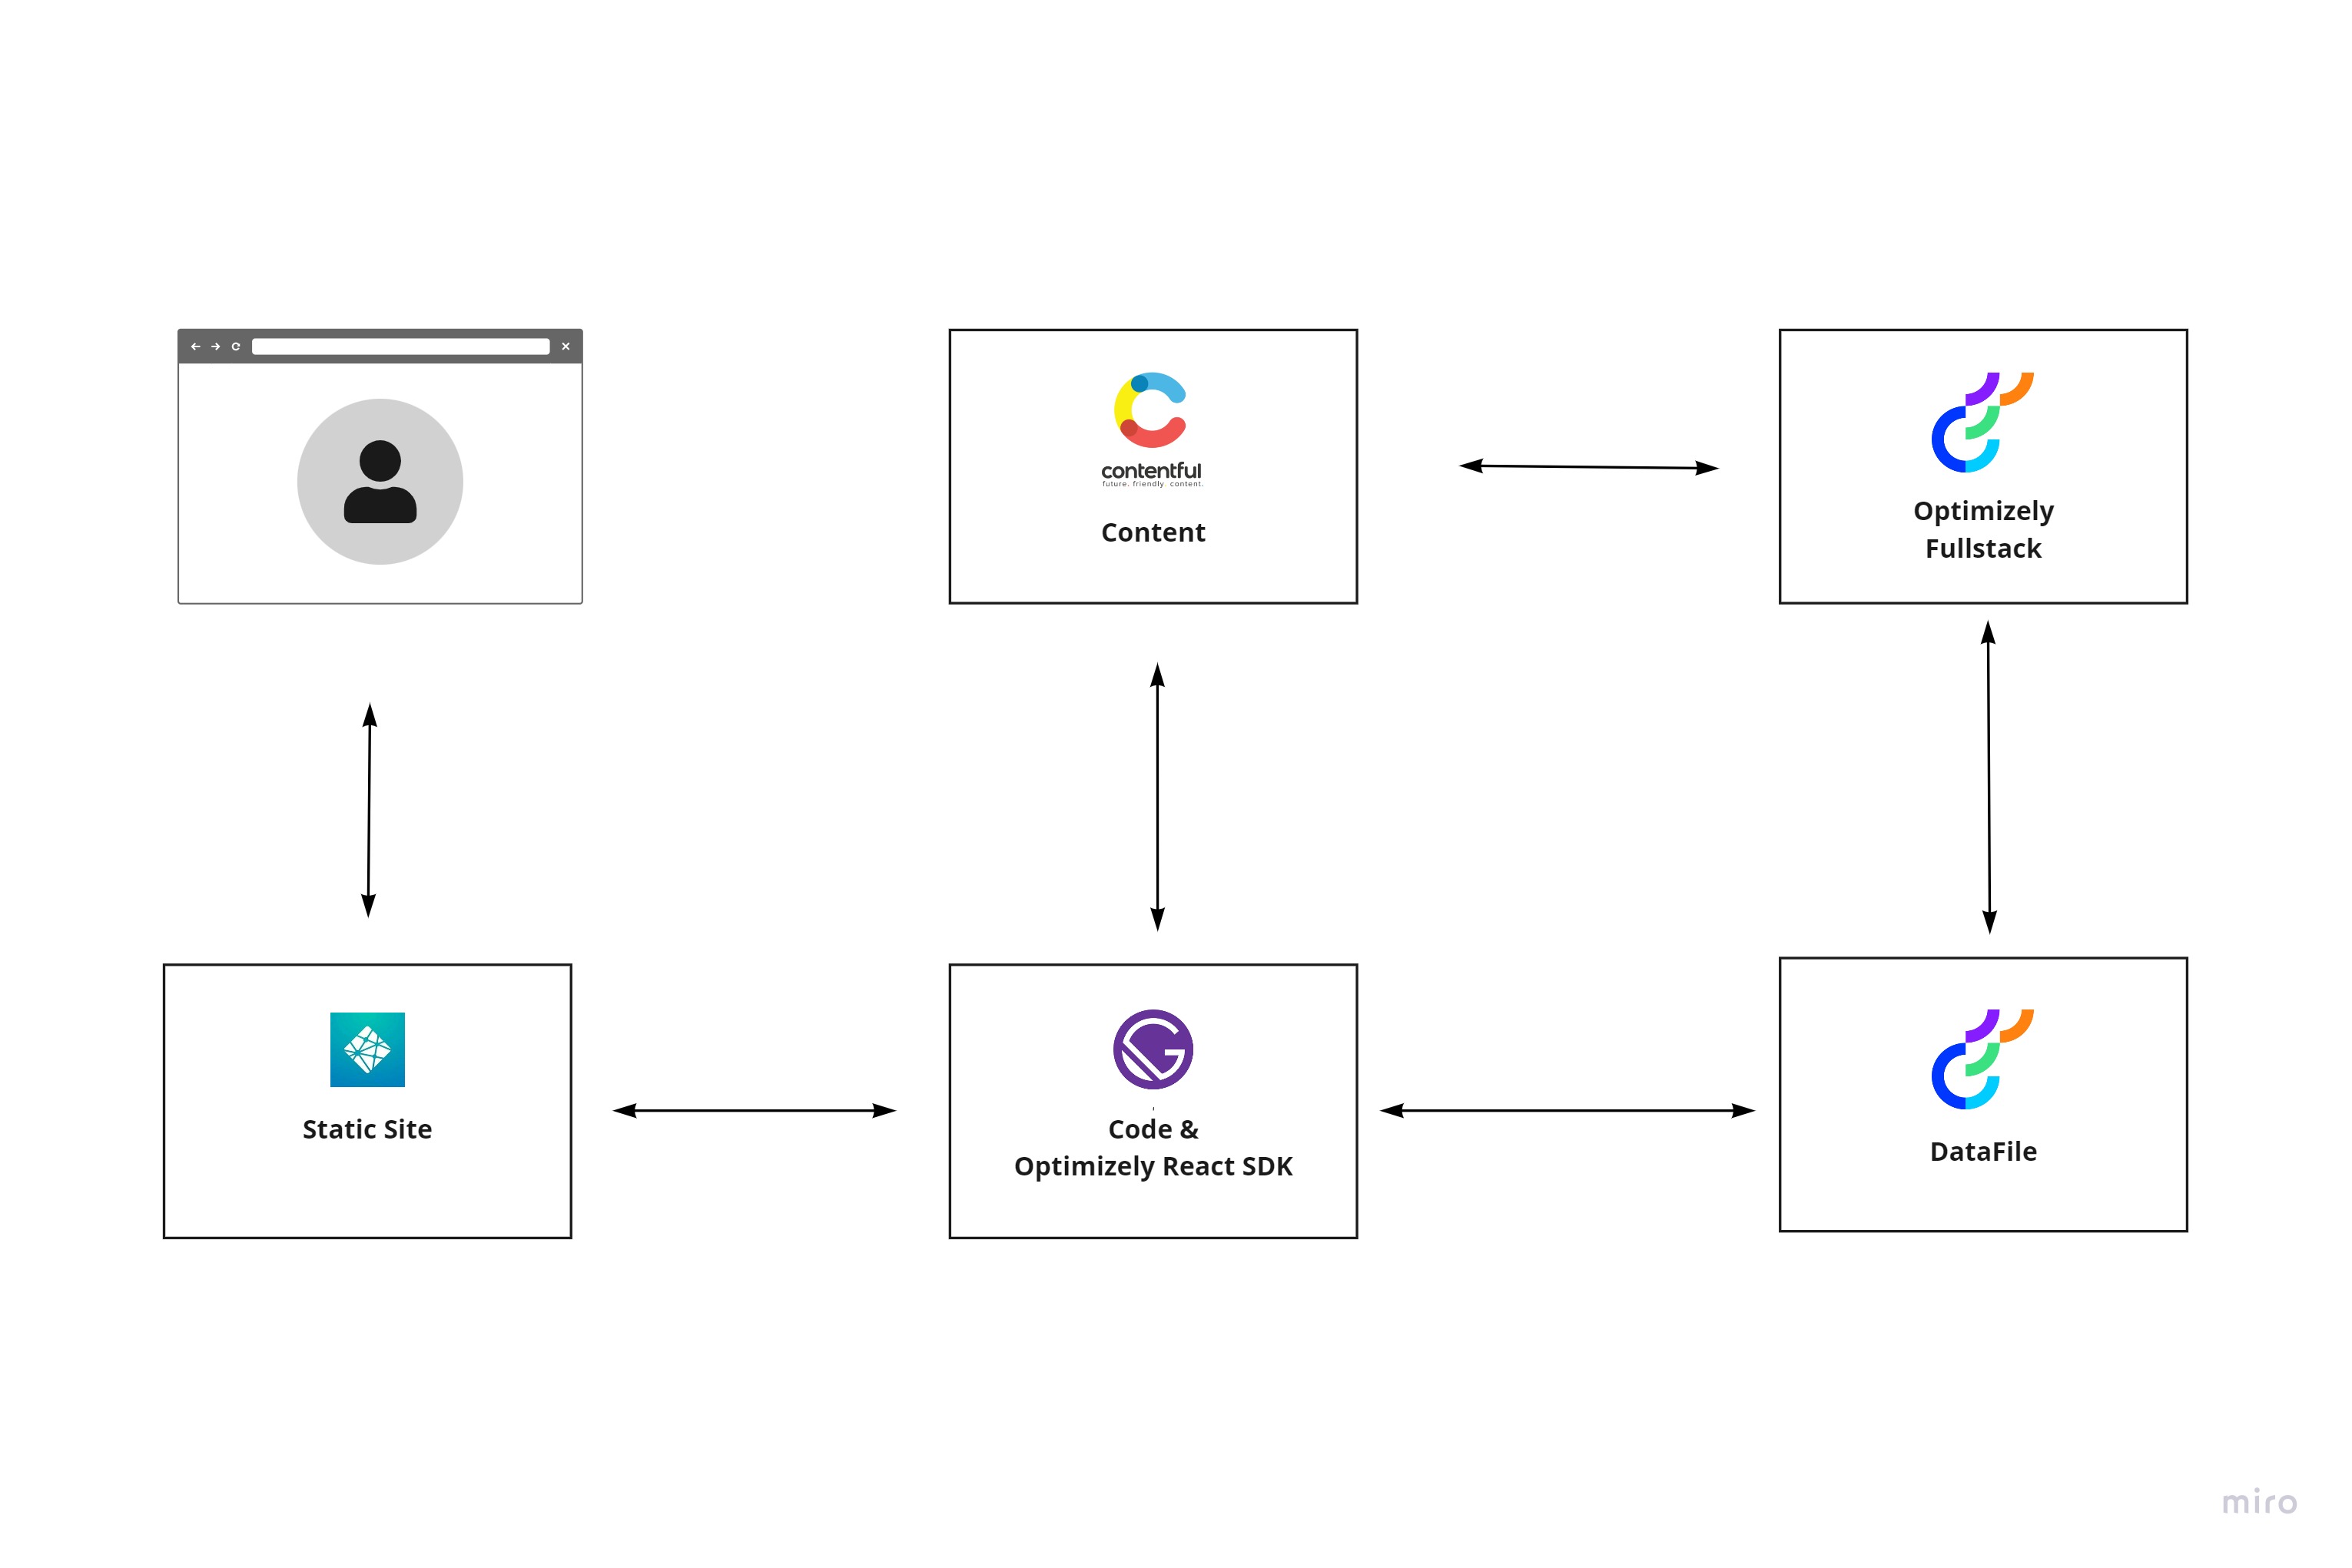 contentful
future. friendly. content.
Content
Optimizely
Fullstack
Static Site
Code &
Optimizely React SDK
DataFile
miro